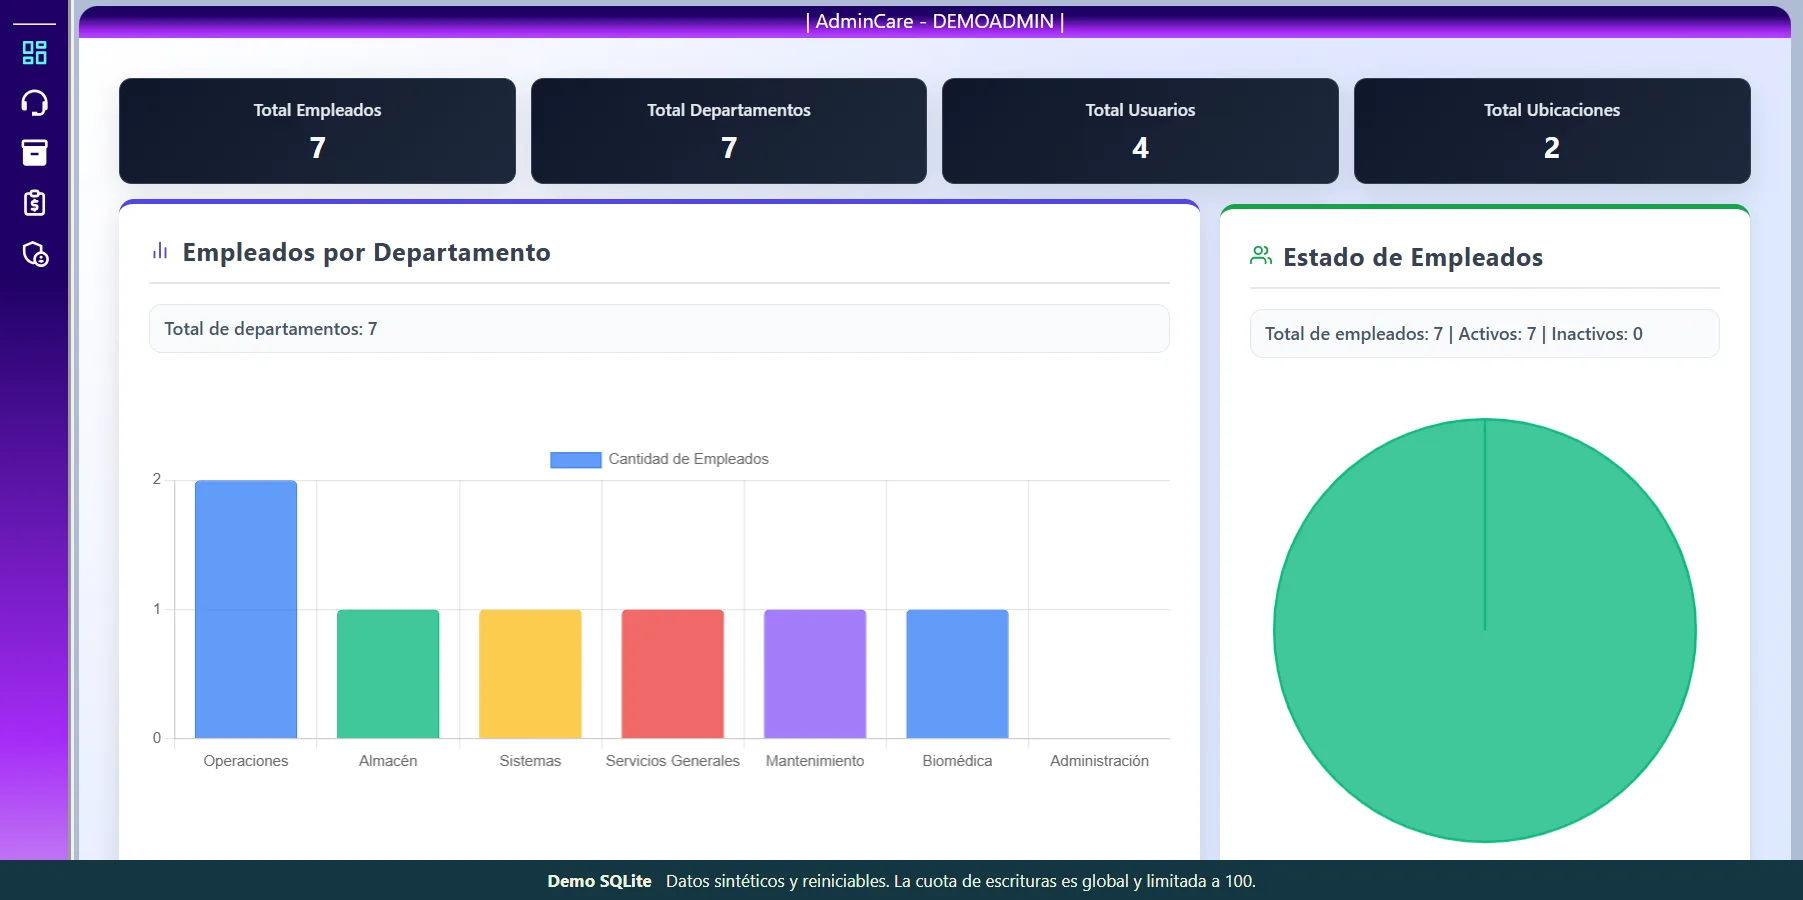 | AdminCare - DEMOADMIN |
Total Empleados
7
Total Departamentos
7
Total Usuarios
4
Total Ubicaciones
2
Empleados por Departamento
Total de departamentos: 7
Cantidad de Empleados
2
1
0
Operaciones
Almacén
Sistemas
Servicios Generales
Mantenimiento
Biomédica
Administración
Estado de Empleados
Total de empleados: 7 | Activos: 7 | Inactivos: 0
Demo SQLite Datos sintéticos y reiniciables. La cuota de escrituras es global y limitada a 100.